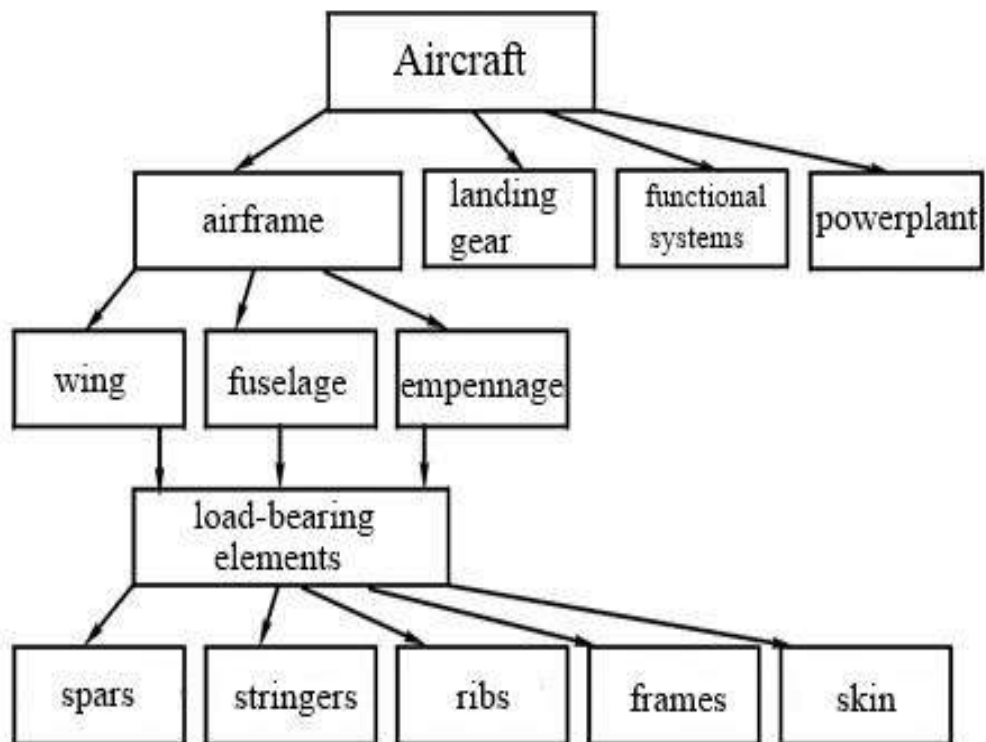 Aircraft
airframe
landing
gear
functional
systems
powerplant
wing
fuselage
empennage
load-bearing
elements
spars
stringers
ribs
frames
skin